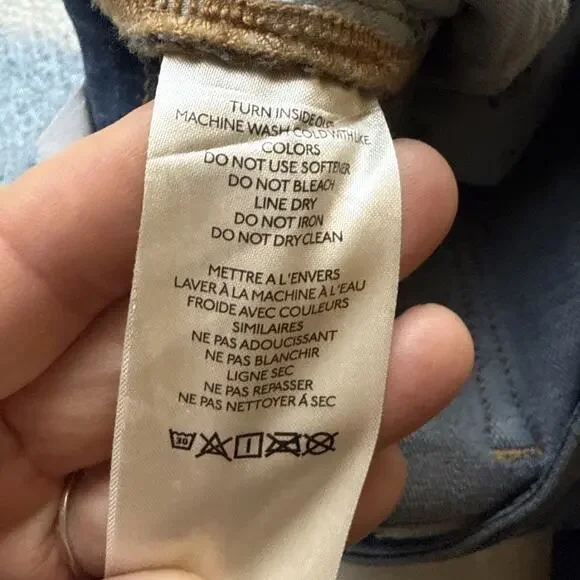 TURN INSIDE OUT
MACHINE WASH COLD WITH LIKE
COLORS
DO NOT USE SOFTENER
DO NOT BLEACH
LINE DRY
DO NOT IRON
DO NOT DRY CLEAN
METTRE A L'ENVERS
LAVER À LA MACHINE À L'EAU
FROIDE AVEC COULEURS
SIMILAIRES
NE PAS ADOUCISSANT
NE PAS BLANCHIR
LIGNE SEC
NE PAS REPASSER
NE PAS NETTOYER Á SEC
30